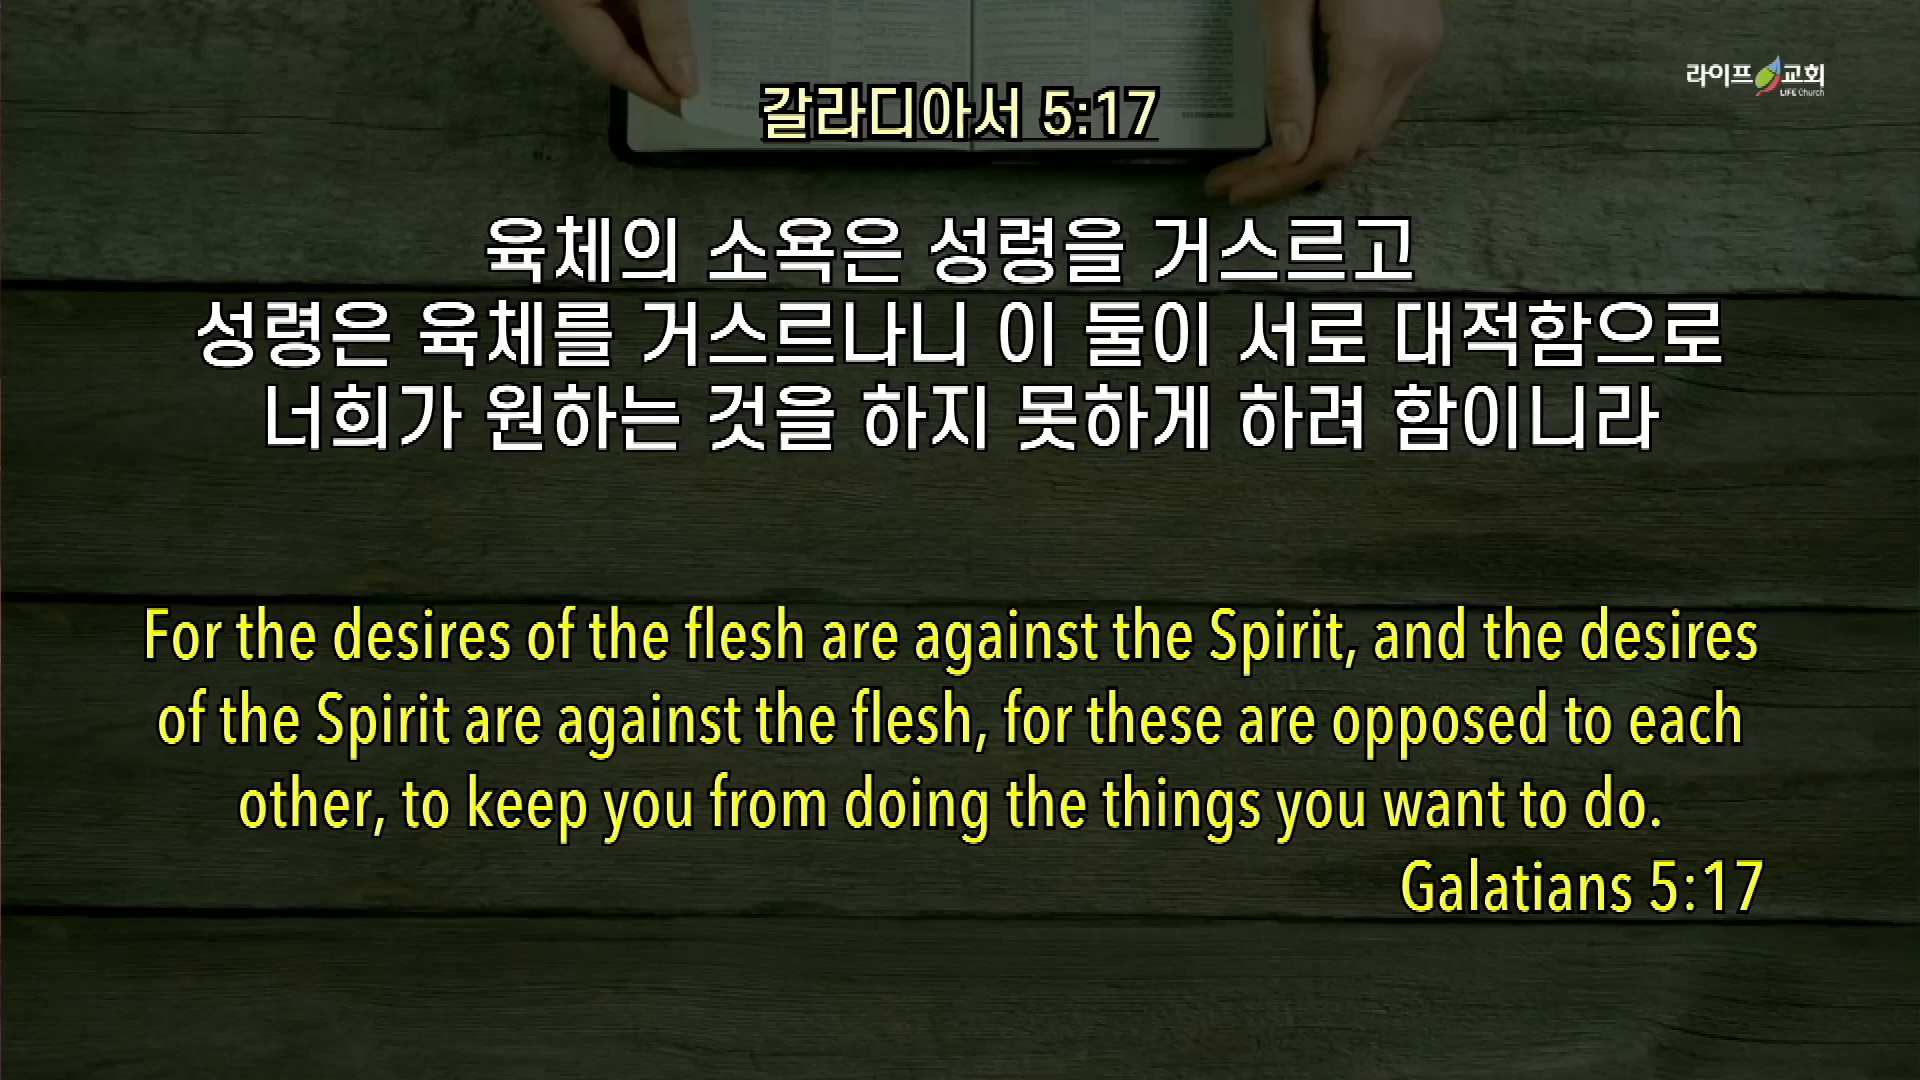 라이프 교회
LIFE Church
갈라디아서 5:17
육체의 소욕은 성령을 거스르고
성령은 육체를 거스르나니 이 둘이 서로 대적함으로
너희가 원하는 것을 하지 못하게 하려 함이니라
For the desires of the flesh are against the Spirit, and the desires
of the Spirit are against the flesh, for these are opposed to each
other, to keep you from doing the things you want to do.
Galatians 5:17